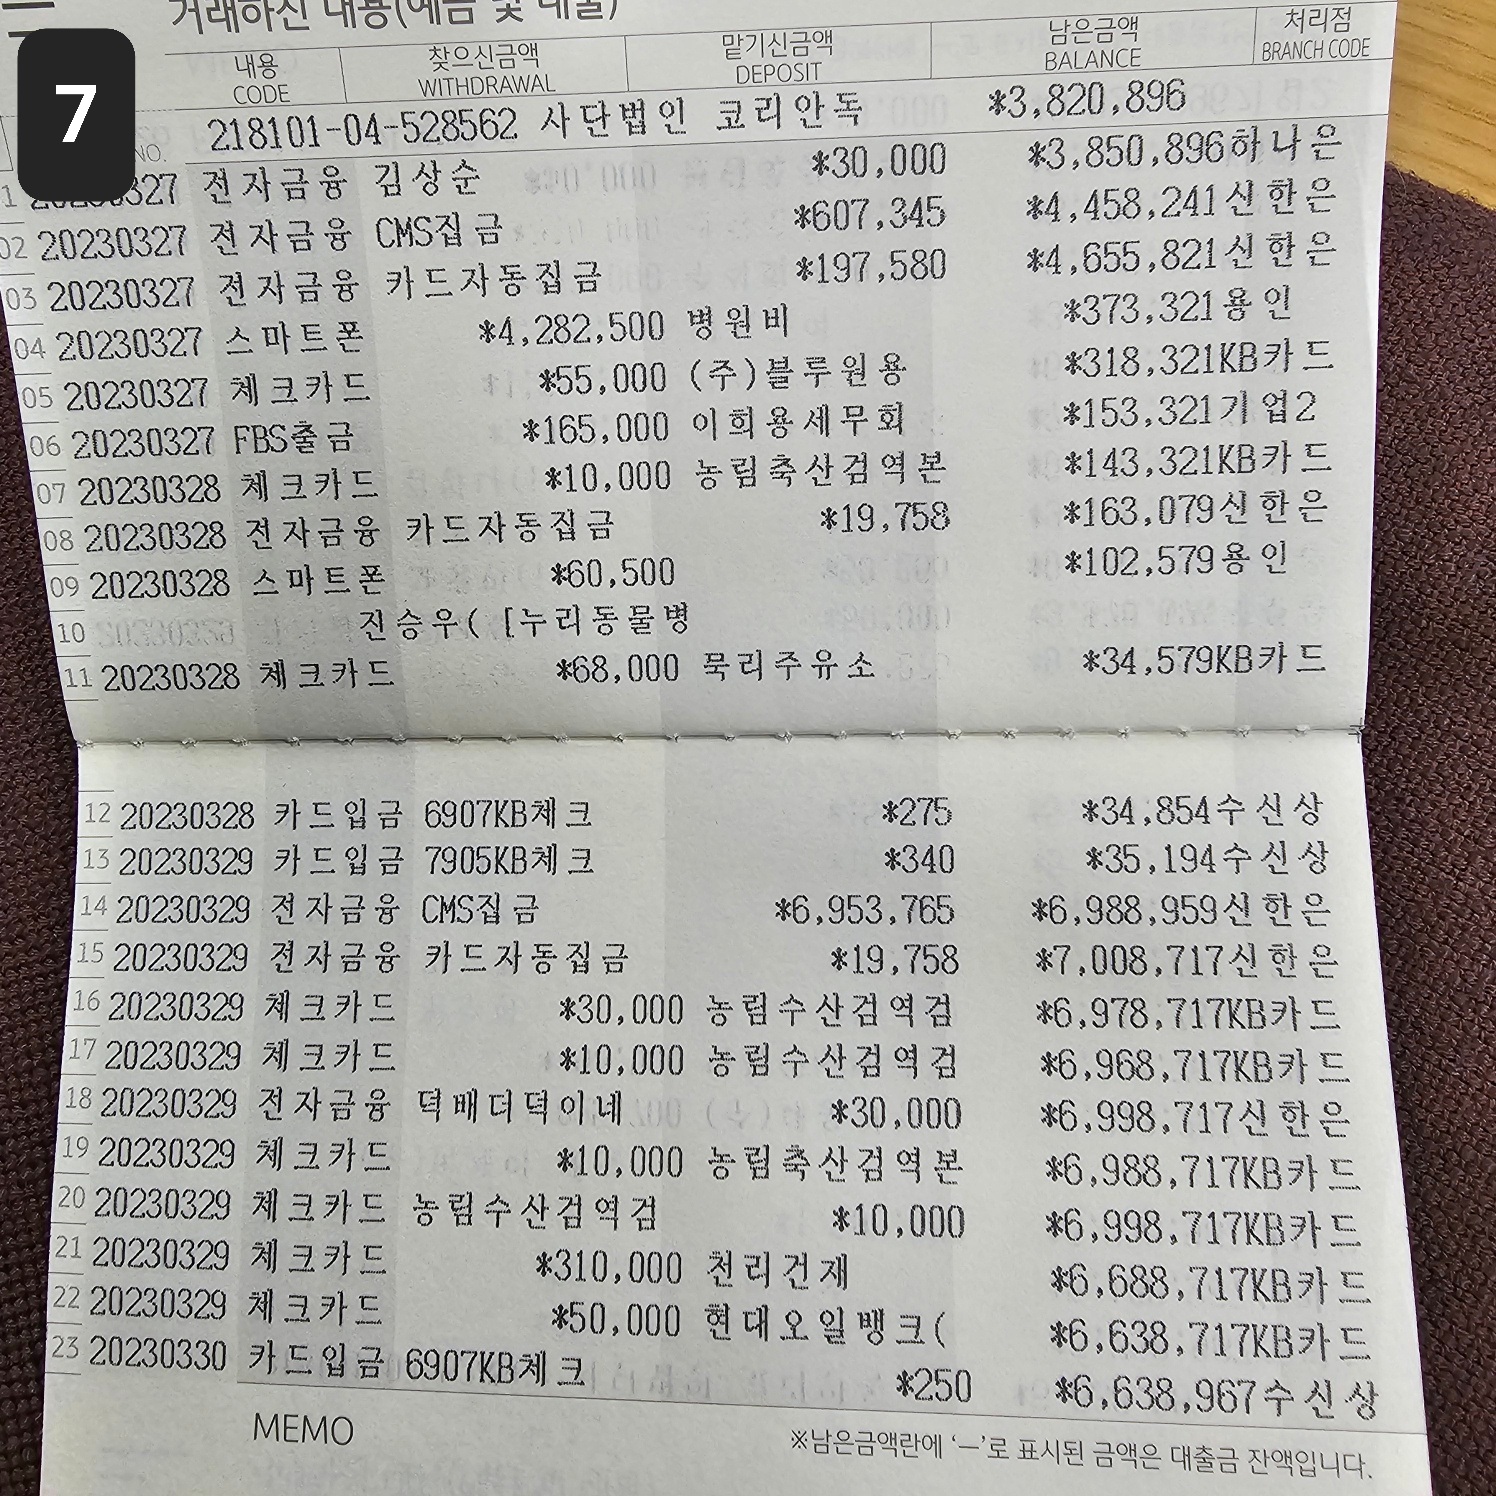 7
거래하신 내용(예금 및 대출)
내용 찾으신금액 맡기신금액 남은금액 처리점
CODE WITHDRAWAL DEPOSIT BALANCE BRANCH CODE
NO. 218101-04-528562 사단법인 코리안독 *3,820,896
1 20230327 전자금융 김상순 *30,000 *3,850,896하나은
02 20230327 전자금융 CMS집금 *607,345 *4,458,241신한은
03 20230327 전자금융 카드자동집금 *197,580 *4,655,821신한은
04 20230327 스마트폰 *4,282,500 병원비 *373,321용인
05 20230327 체크카드 *55,000 (주)블루원용 *318,321KB카드
06 20230327 FBS출금 *165,000 이희용세무회 *153,321기업2
07 20230328 체크카드 *10,000 농림축산검역본 *143,321KB카드
08 20230328 전자금융 카드자동집금 *19,758 *163,079신한은
09 20230328 스마트폰 *60,500 *102,579용인
10 진승우( [누리동물병
11 20230328 체크카드 *68,000 묵리주유소 *34,579KB카드
12 20230328 카드입금 6907KB체크 *275 *34,854수신상
13 20230329 카드입금 7905KB체크 *340 *35,194수신상
14 20230329 전자금융 CMS집금 *6,953,765 *6,988,959신한은
15 20230329 전자금융 카드자동집금 *19,758 *7,008,717신한은
16 20230329 체크카드 *30,000 농림수산검역검 *6,978,717KB카드
17 20230329 체크카드 *10,000 농림수산검역검 *6,968,717KB카드
18 20230329 전자금융 덕배더덕이네 *30,000 *6,998,717신한은
19 20230329 체크카드 *10,000 농림축산검역본 *6,988,717KB카드
20 20230329 체크카드 농림수산검역검 *10,000 *6,998,717KB카드
21 20230329 체크카드 *310,000 천리건재 *6,688,717KB카드
22 20230329 체크카드 *50,000 현대오일뱅크( *6,638,717KB카드
23 20230330 카드입금 6907KB체크 *250 *6,638,967수신상
MEMO
※남은금액란에 ‘ㅡ’로 표시된 금액은 대출금 잔액입니다.